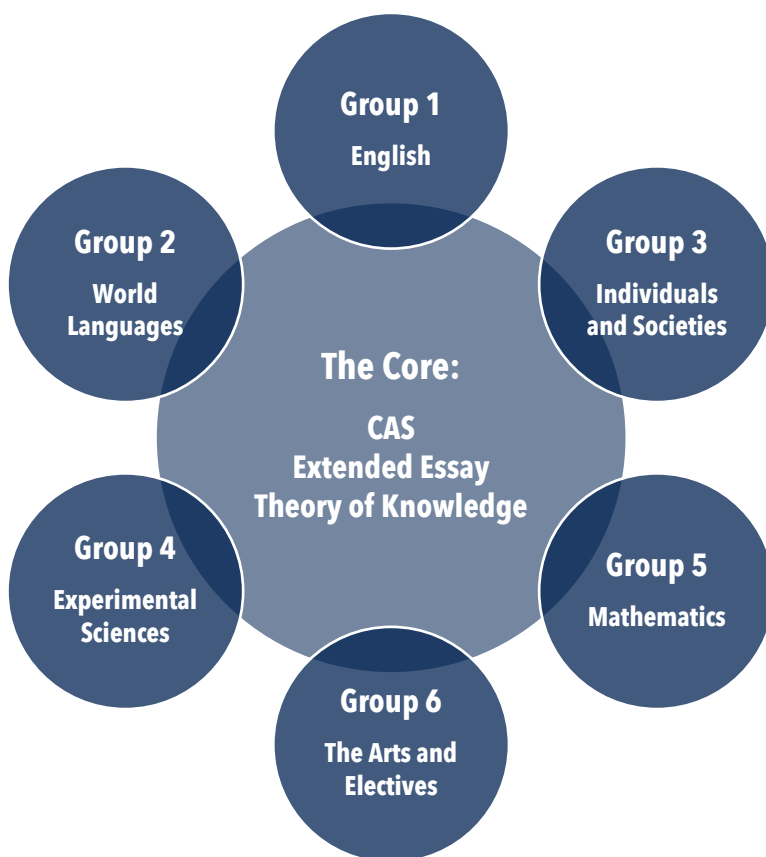 Group 1
English
Group 2
World
Languages
Group 3
Individuals
and Societies
The Core:
CAS
Extended Essay
Theory of Knowledge
Group 4
Experimental
Sciences
Group 5
Mathematics
Group 6
The Arts and
Electives